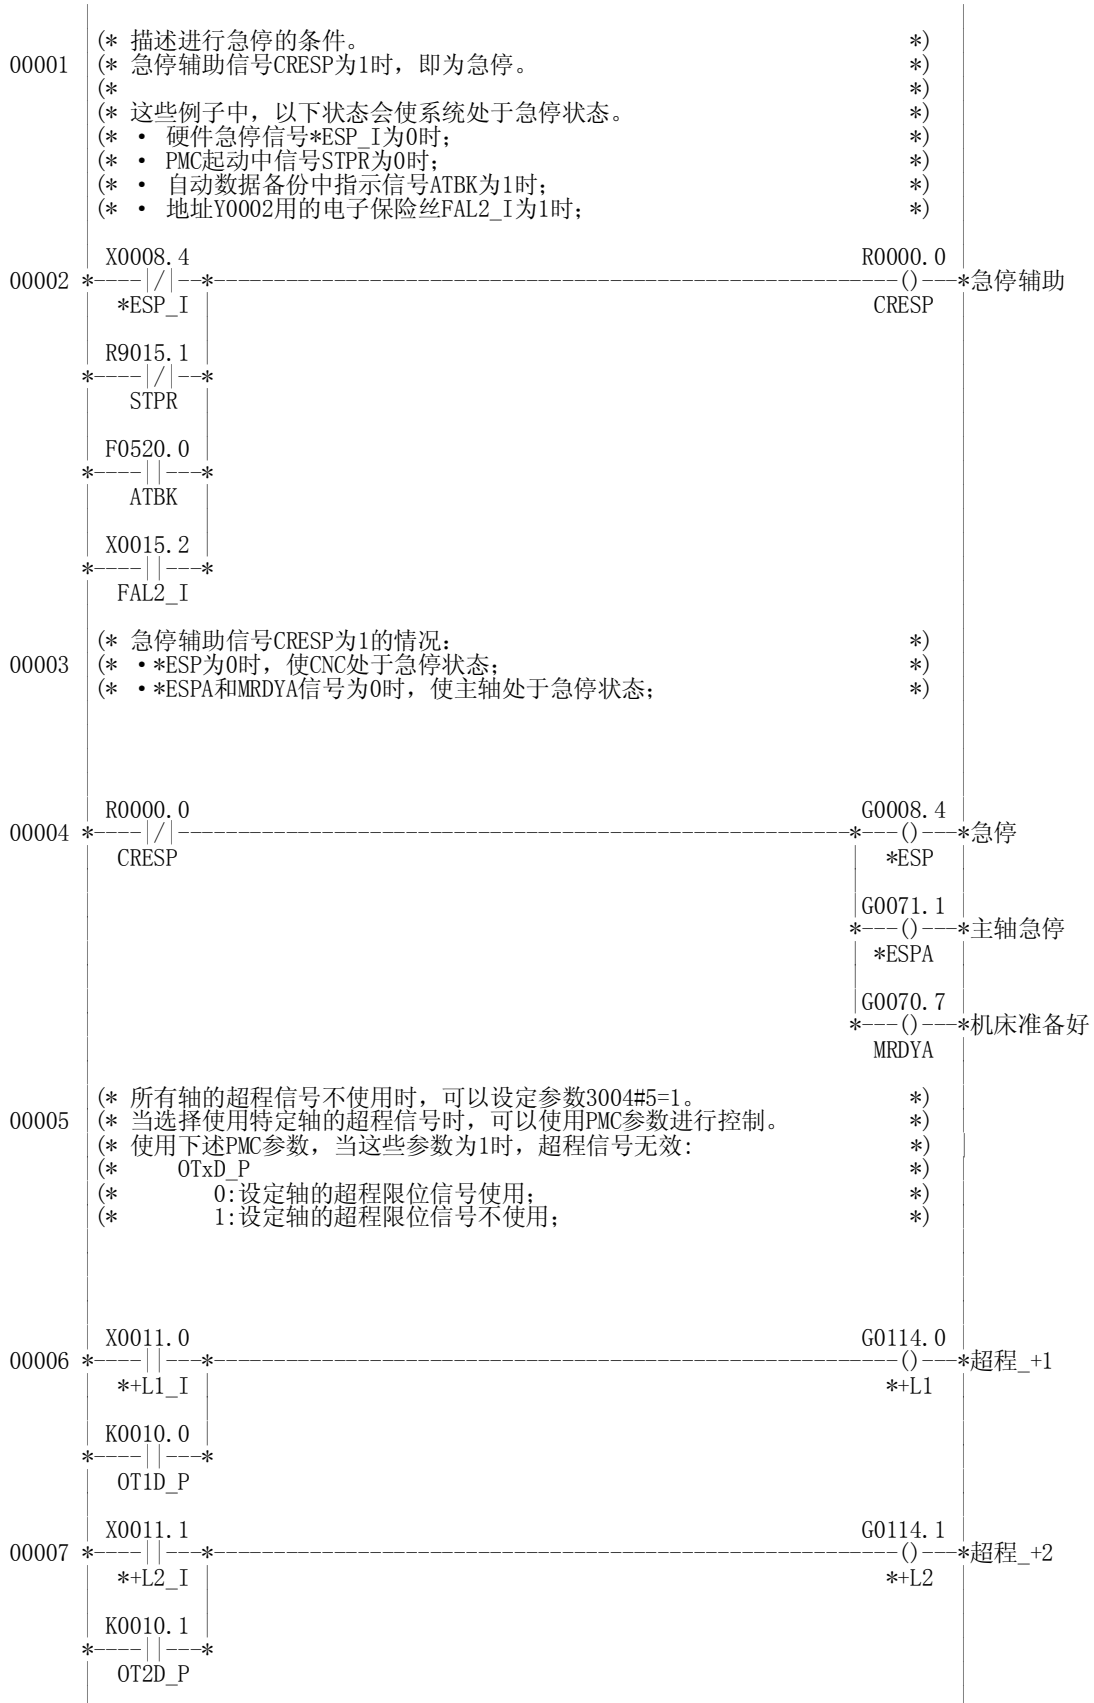 (* 描述进行急停的条件。 *)
00001 (* 急停辅助信号CRESP为1时，即为急停。 *)
(* *)
(* 这些例子中，以下状态会使系统处于急停状态。 *)
(* · 硬件急停信号*ESP_I为0时； *)
(* · PMC起动中信号STPR为0时； *)
(* · 自动数据备份中指示信号ATBK为1时； *)
(* · 地址Y0002用的电子保险丝FAL2_I为1时； *)
X0008.4 R0000.0
00002 *----|/|--*---()---*急停辅助
*ESP_I CRESP
R9015.1
*----|/|--*
STPR
F0520.0
*----||---*
ATBK
X0015.2
*----||---*
FAL2_I
(* 急停辅助信号CRESP为1的情况： *)
00003 (* ·*ESP为0时，使CNC处于急停状态； *)
(* ·*ESPA和MRDYA信号为0时，使主轴处于急停状态； *)
R0000.0 G0008.4
00004 *----|/|---*---()---*急停
CRESP *ESP
G0071.1
*---()---*主轴急停
*ESPA
G0070.7
*---()---*机床准备好
MRDYA
(* 所有轴的超程信号不使用时，可以设定参数3004#5=1。 *)
00005 (* 当选择使用特定轴的超程信号时，可以使用PMC参数进行控制。 *)
(* 使用下述PMC参数，当这些参数为1时，超程信号无效： *)
(* OTxD_P *)
(* 0:设定轴的超程限位信号使用； *)
(* 1:设定轴的超程限位信号不使用； *)
X0011.0 G0114.0
00006 *----||---*---()---*超程_+1
*+L1_I *+L1
K0010.0
*----||---*
OT1D_P
X0011.1 G0114.1
00007 *----||---*---()---*超程_+2
*+L2_I *+L2
K0010.1
*----||---*
OT2D_P